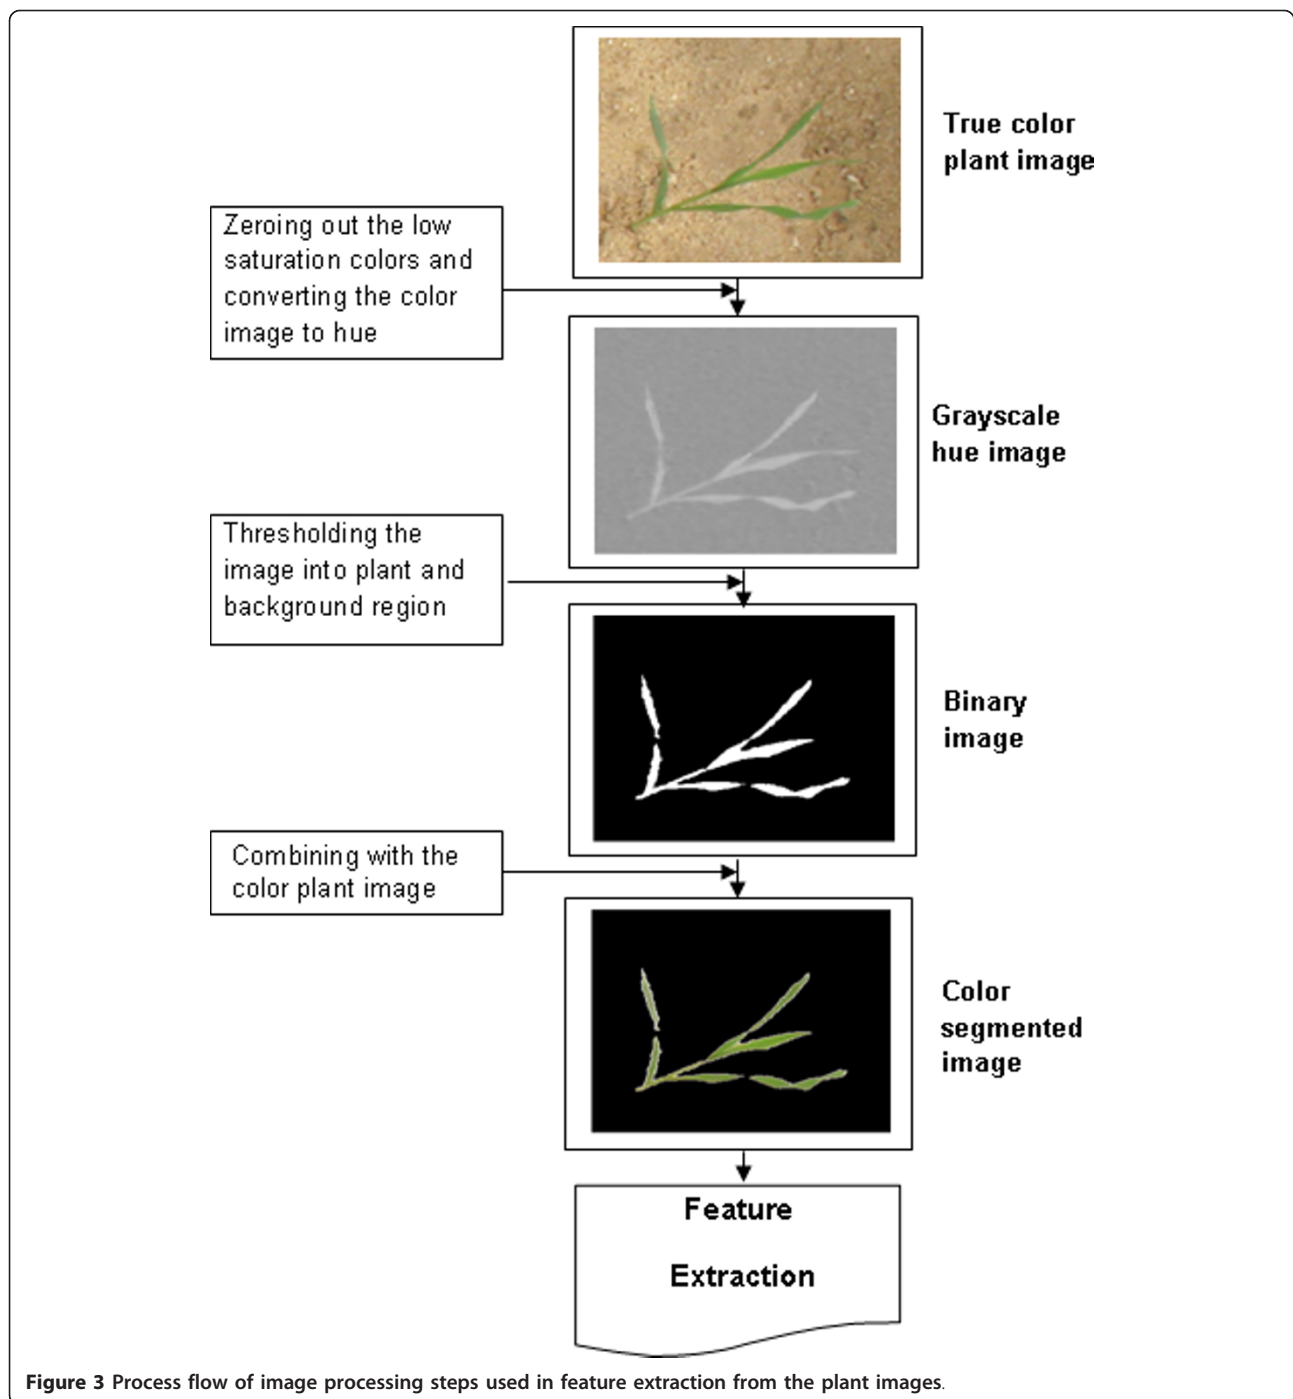 True color
plant image
Zeroing out the low
saturation colors and
converting the color
image to hue
Grayscale
hue image
Thresholding the
image into plant and
background region
Binary
image
Combining with the
color plant image
Color
segmented
image
Feature
Extraction
Figure 3 Process flow of image processing steps used in feature extraction from the plant images.